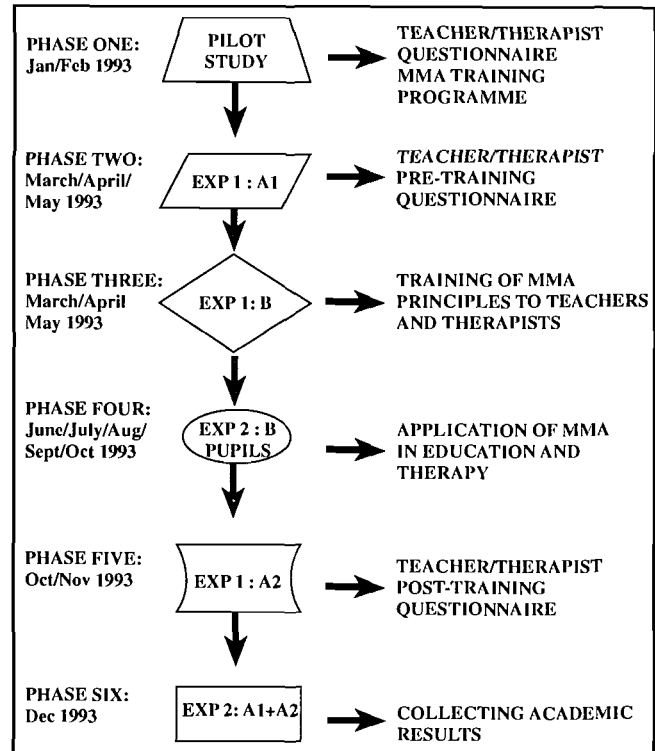 PHASE ONE:
Jan/Feb 1993
PILOT
STUDY
TEACHER/THERAPIST
QUESTIONNAIRE
MMA TRAINING
PROGRAMME
PHASE TWO:
March/April/
May 1993
EXP 1 : A1
TEACHER/THERAPIST
PRE-TRAINING
QUESTIONNAIRE
PHASE THREE:
March/April
May 1993
EXP 1: B
TRAINING OF MMA
PRINCIPLES TO TEACHERS
AND THERAPISTS
PHASE FOUR:
June/July/Aug/
Sept/Oct 1993
EXP 2 : B
PUPILS
APPLICATION OF MMA
IN EDUCATION AND
THERAPY
PHASE FIVE:
Oct/Nov 1993
EXP 1 : A2
TEACHER/THERAPIST
POST-TRAINING
QUESTIONNAIRE
PHASE SIX:
Dec 1993
EXP 2: A1+A2
COLLECTING ACADEMIC
RESULTS